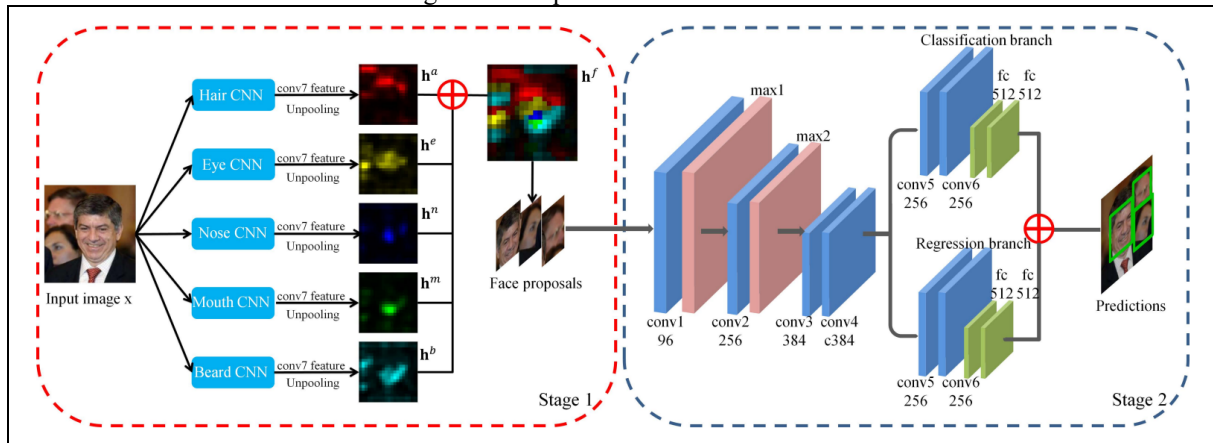 Input image x
Hair CNN
conv7 feature
Unpooling
h^a
Eye CNN
conv7 feature
Unpooling
h^e
Nose CNN
conv7 feature
Unpooling
h^n
Mouth CNN
conv7 feature
Unpooling
h^m
Beard CNN
conv7 feature
Unpooling
h^b
h^f
Face proposals
Stage 1
conv1
96
max1
conv2
256
max2
conv3
384
conv4
c384
Classification branch
conv5
256
conv6
256
fc
512
fc
512
Regression branch
conv5
256
conv6
256
fc
512
fc
512
Predictions
Stage 2